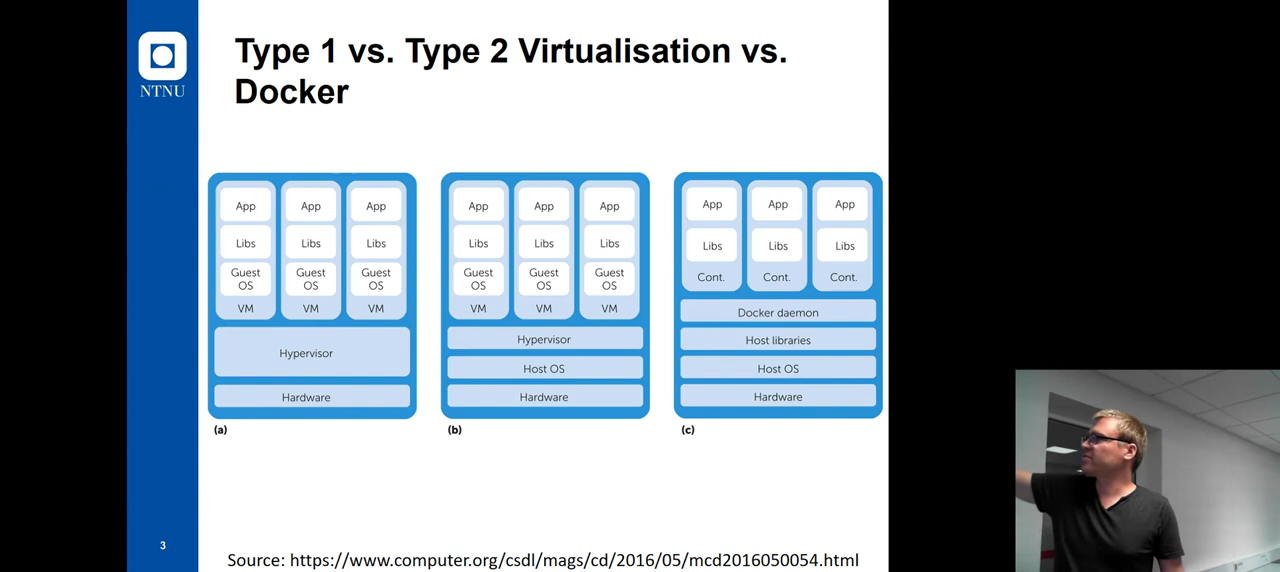 NTNU
Type 1 vs. Type 2 Virtualisation vs.
Docker
App App App
Libs Libs Libs
Guest OS Guest OS Guest OS
VM VM VM
Hypervisor
Hardware
(a)
App App App
Libs Libs Libs
Guest OS Guest OS Guest OS
VM VM VM
Hypervisor
Host OS
Hardware
(b)
App App App
Libs Libs Libs
Cont. Cont. Cont.
Docker daemon
Host libraries
Host OS
Hardware
(c)
3
Source: https://www.computer.org/csdl/mags/cd/2016/05/mcd2016050054.html